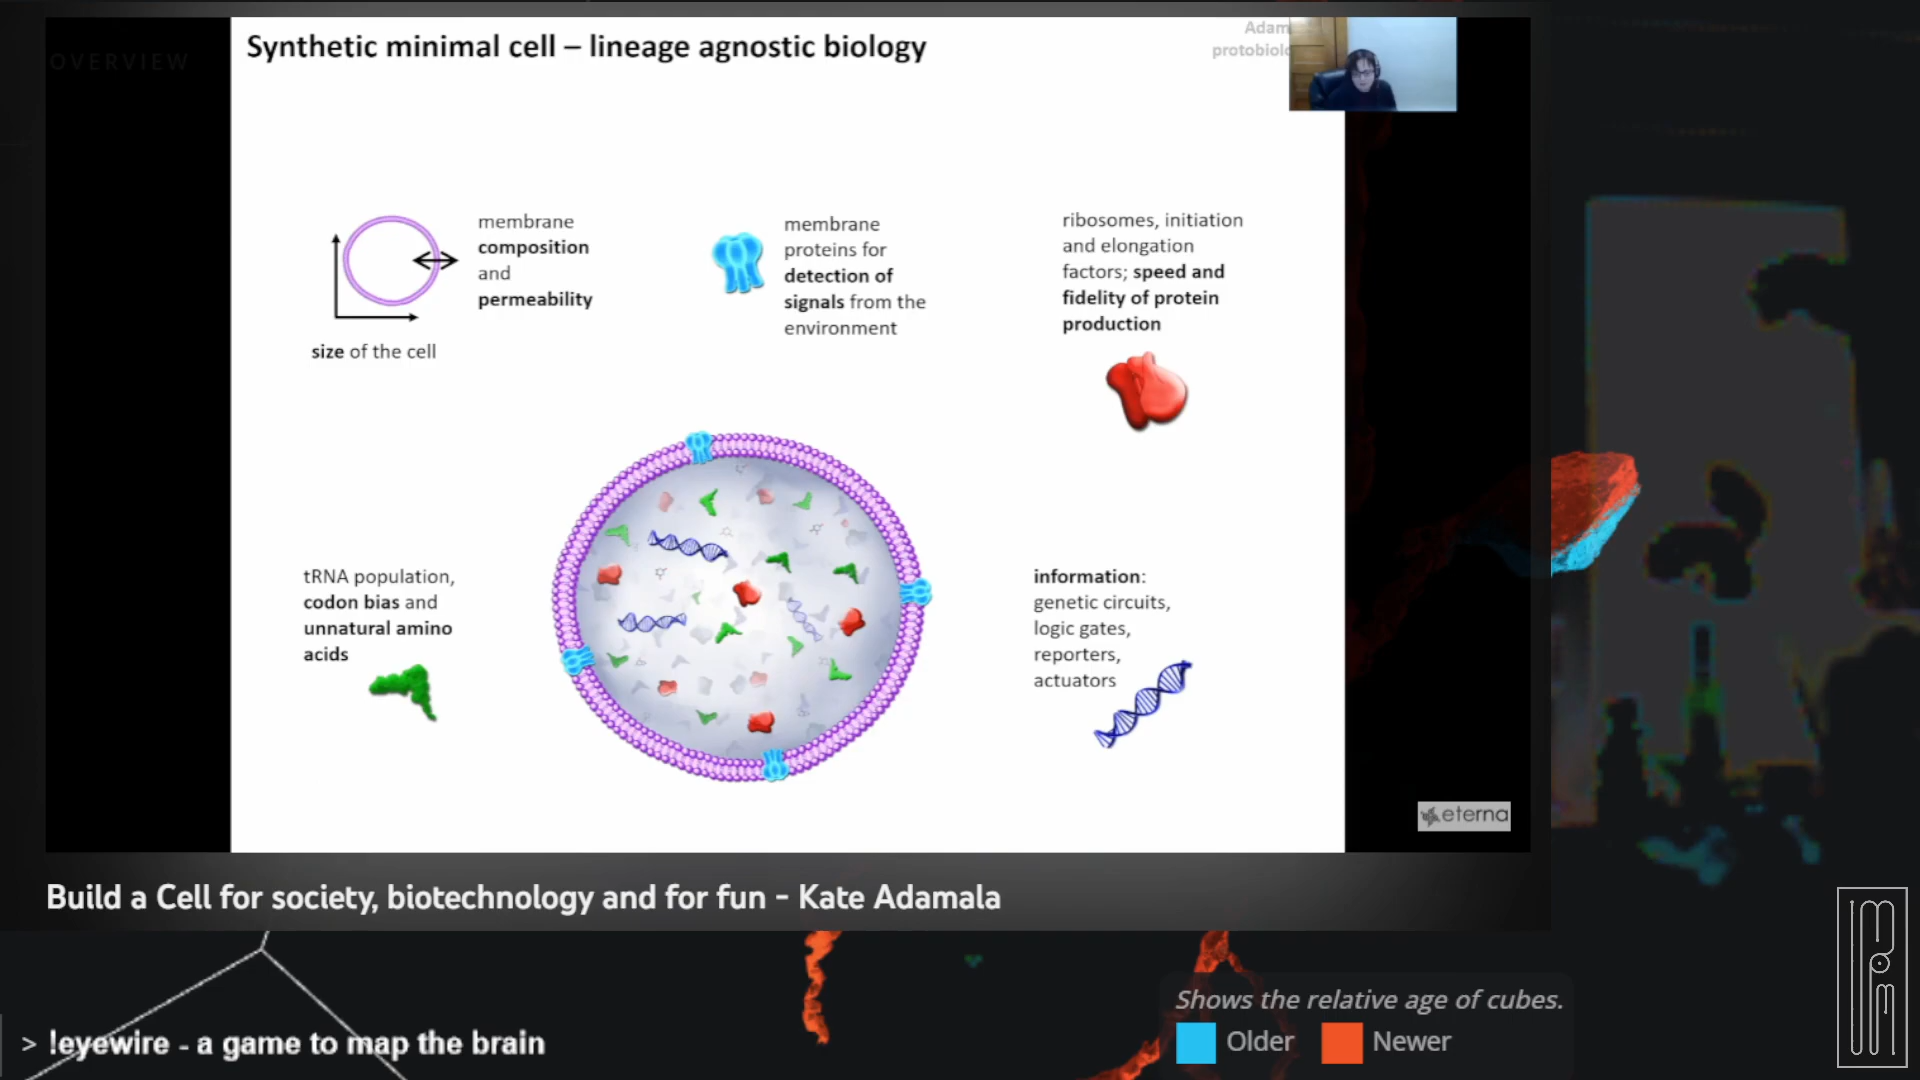 OVERVIEW
Synthetic minimal cell – lineage agnostic biology
Adam
protobiolo
membrane
composition
and
permeability
size of the cell
membrane
proteins for
detection of
signals from the
environment
ribosomes, initiation
and elongation
factors; speed and
fidelity of protein
production
tRNA population,
codon bias and
unnatural amino
acids
information:
genetic circuits,
logic gates,
reporters,
actuators
eterna
Build a Cell for society, biotechnology and for fun - Kate Adamala
> !eyewire - a game to map the brain
Shows the relative age of cubes.
Older Newer